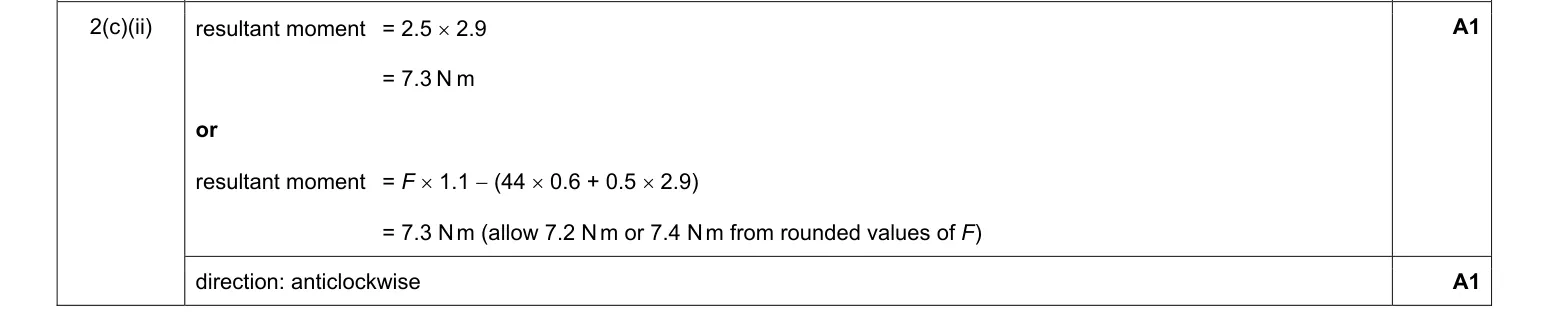 2(c)(ii) resultant moment = 2.5 × 2.9 A1
= 7.3 N m
or
resultant moment = F × 1.1 – (44 × 0.6 + 0.5 × 2.9)
= 7.3 N m (allow 7.2 N m or 7.4 N m from rounded values of F)
direction: anticlockwise A1